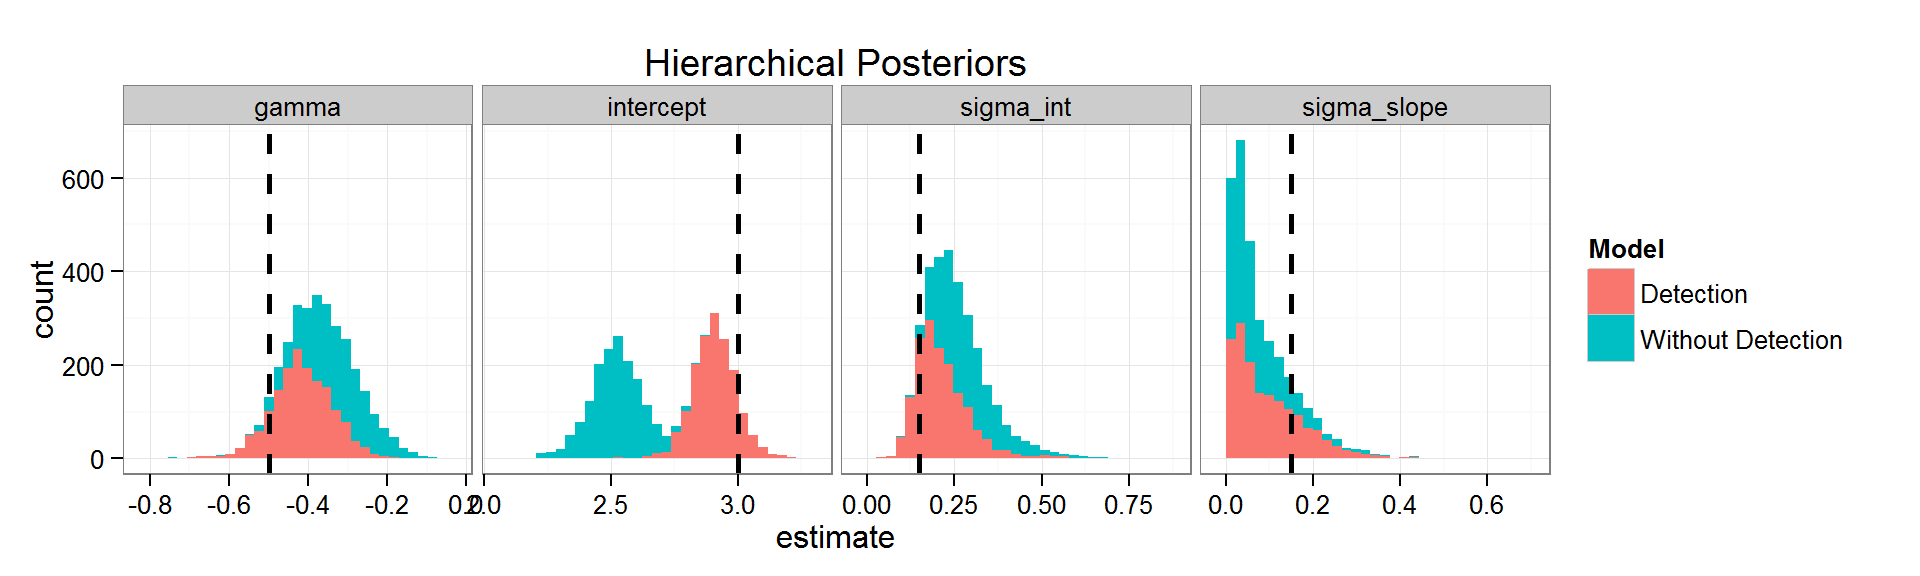 Hierarchical Posteriors
gamma
intercept
sigma_int
sigma_slope
count
600
400
200
0
-0.8 -0.6 -0.4 -0.2 0.0
2.0 2.5 3.0
0.00 0.25 0.50 0.75
0.0 0.2 0.4 0.6
estimate
Model
Detection
Without Detection